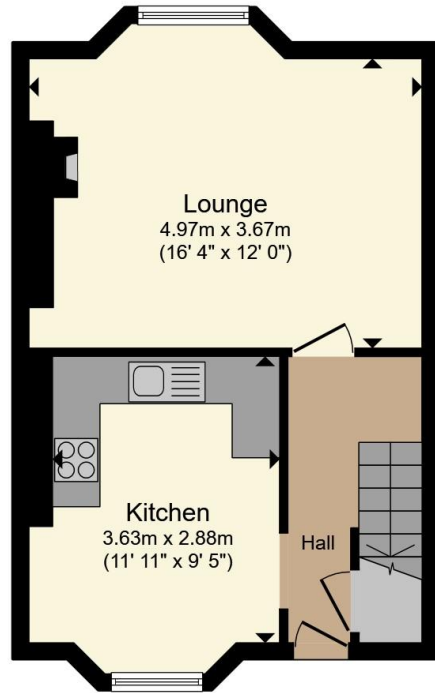 Lounge
4.97m x 3.67m
(16' 4" x 12' 0")
Kitchen
3.63m x 2.88m
(11' 11" x 9' 5")
Hall